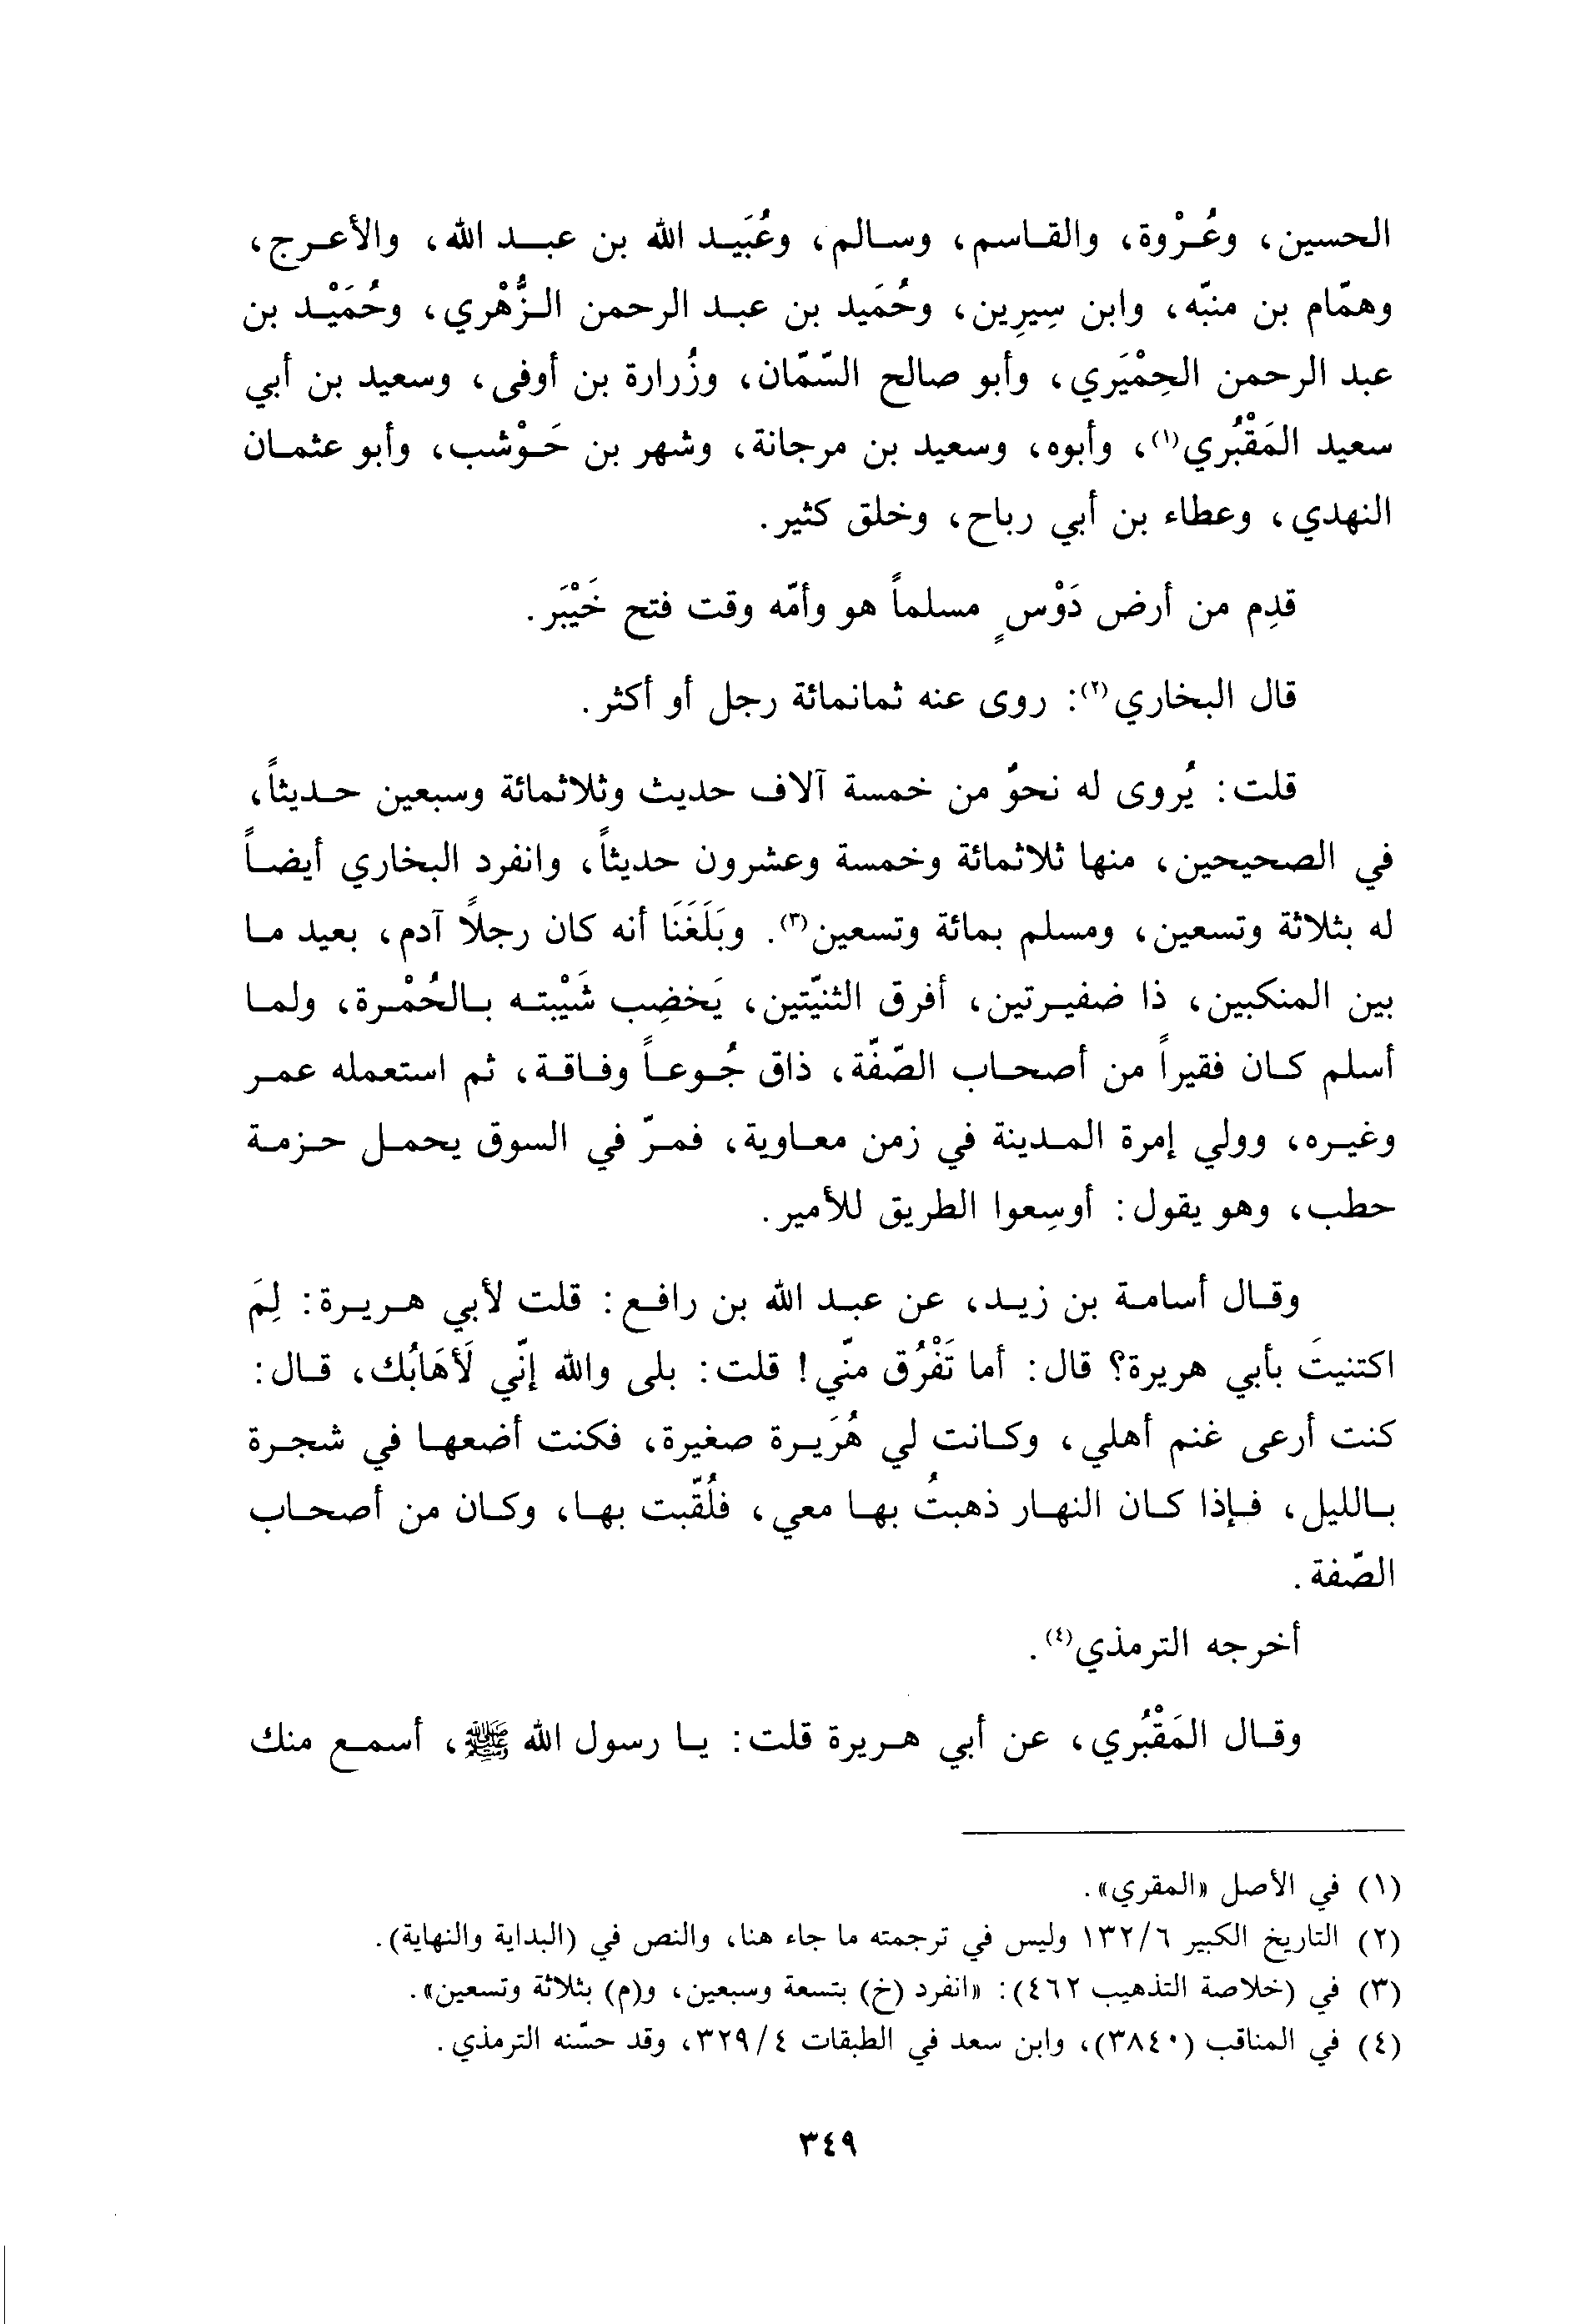 الحسين، وعُرْوة، والقاسم، وسالم، وعُبَيد الله بن عبد الله، والأعرج،
وهمّام بن منبّه، وابن سِيرِين، وحُمَيد بن عبد الرحمن الزُّهْري، وحُمَيْد بن
عبد الرحمن الحِمْيَري، وأبو صالح السّمّان، وزُرارة بن أوفى، وسعيد بن أبي
سعيد المَقْبُري(١)، وأبوه، وسعيد بن مرجانة، وشهر بن حَوْشب، وأبو عثمان
النهدي، وعطاء بن أبي رباح، وخلق كثير.
قدِم من أرض دَوْسٍ مسلماً هو وأمّه وقت فتح خَيْبَر.
قال البخاري(٢): روى عنه ثمانمائة رجل أو أكثر.
قلت: يُروى له نحوٌ من خمسة آلاف حديث وثلاثمائة وسبعين حديثاً،
في الصحيحين، منها ثلاثمائة وخمسة وعشرون حديثاً، وانفرد البخاري أيضاً
له بثلاثة وتسعين، ومسلم بمائة وتسعين(٣). وبَلَغَنَا أنه كان رجلاً آدم، بعيد ما
بين المنكبين، ذا ضفيرتين، أفرق الثنيّتين، يَخضِب شَيْبته بالحُمْرة، ولما
أسلم كان فقيراً من أصحاب الصّفّة، ذاق جُوعاً وفاقة، ثم استعمله عمر
وغيره، وولي إمرة المدينة في زمن معاوية، فمرّ في السوق يحمل حزمة
حطب، وهو يقول: أوسِعوا الطريق للأمير.
وقال أسامة بن زيد، عن عبد الله بن رافع: قلت لأبي هريرة: لِمَ
اكتنيتَ بأبي هريرة؟ قال: أما تَفْرُق منّي! قلت: بلى والله إنّي لَأَهَابُك، قال:
كنت أرعى غنم أهلي، وكانت لي هُرَيرة صغيرة، فكنت أضعها في شجرة
بالليل، فإذا كان النهار ذهبتُ بها معي، فلُقّبت بها، وكان من أصحاب
الصّفة.
أخرجه الترمذي(٤).
وقال المَقْبُري، عن أبي هريرة قلت: يا رسول الله ﷺ، أسمع منك
(١) في الأصل «المقري».
(٢) التاريخ الكبير ١٣٢/٦ وليس في ترجمته ما جاء هنا، والنص في (البداية والنهاية).
(٣) في (خلاصة التذهيب ٤٦٢): «انفرد (خ) بتسعة وسبعين، و(م) بثلاثة وتسعين».
(٤) في المناقب (٣٨٤٠)، وابن سعد في الطبقات ٣٢٩/٤، وقد حسّنه الترمذي.
٣٤٩